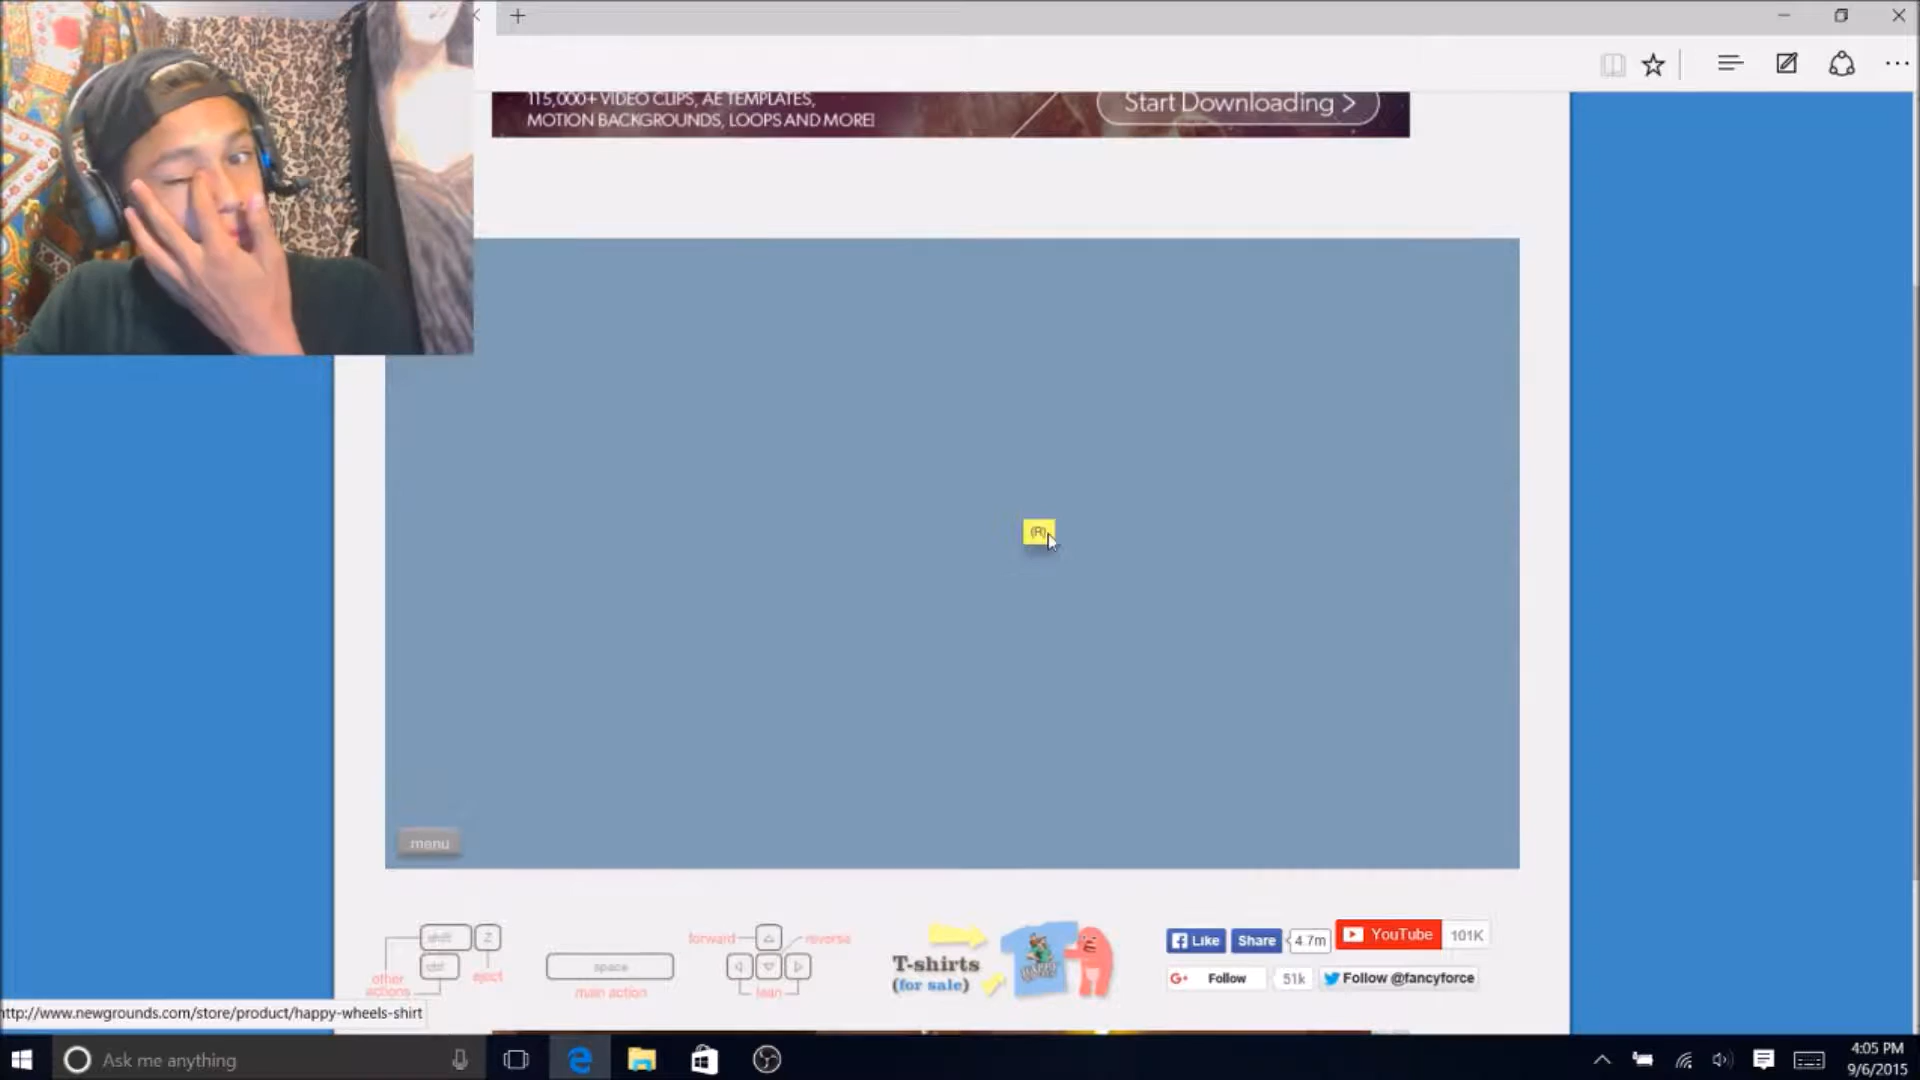 115,000+ VIDEO CLIPS, AE TEMPLATES,
MOTION BACKGROUNDS, LOOPS AND MORE!
Start Downloading >
(R)
menu
shift
Z
ctrl
other
actions
eject
space
main action
forward
reverse
lean
T-shirts
(for sale)
Like
Share
4.7m
YouTube
101K
G+ Follow
51k
Follow @fancyforce
http://www.newgrounds.com/store/product/happy-wheels-shirt
Ask me anything
4:05 PM
9/6/2015